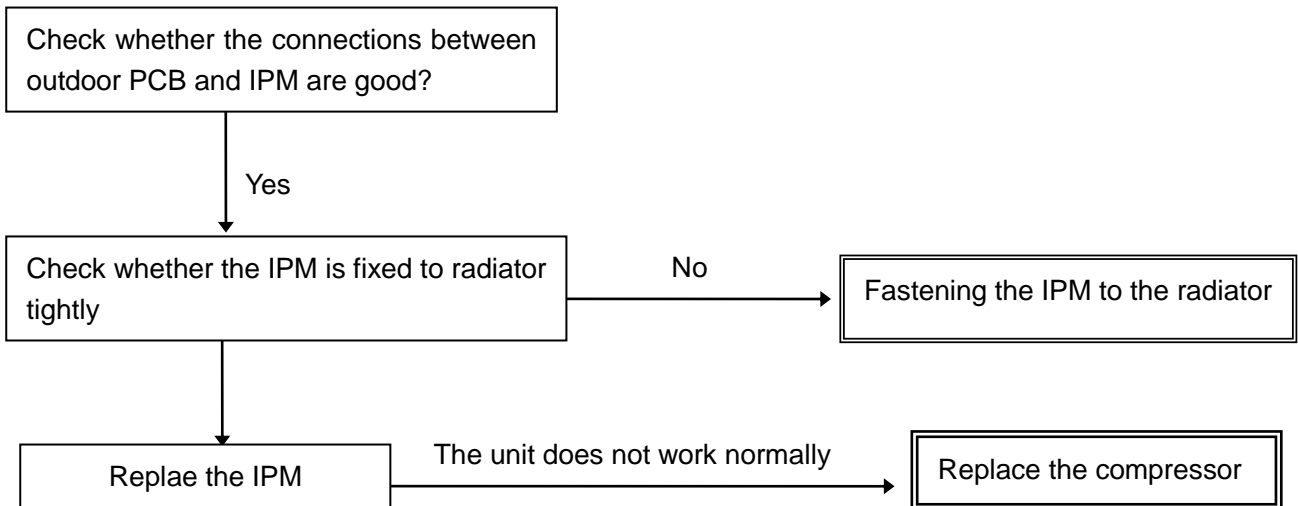 Check whether the connections between
outdoor PCB and IPM are good?
Yes
Check whether the IPM is fixed to radiator
tightly
No
Fastening the IPM to the radiator
Replae the IPM
The unit does not work normally
Replace the compressor